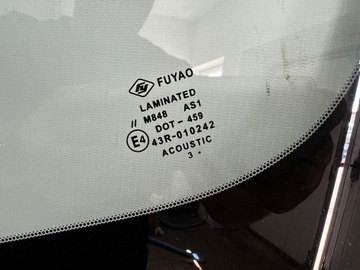 FUYAO
LAMINATED
// M848 AS1
DOT-459
E4 43R-010242
ACOUSTIC
3 •